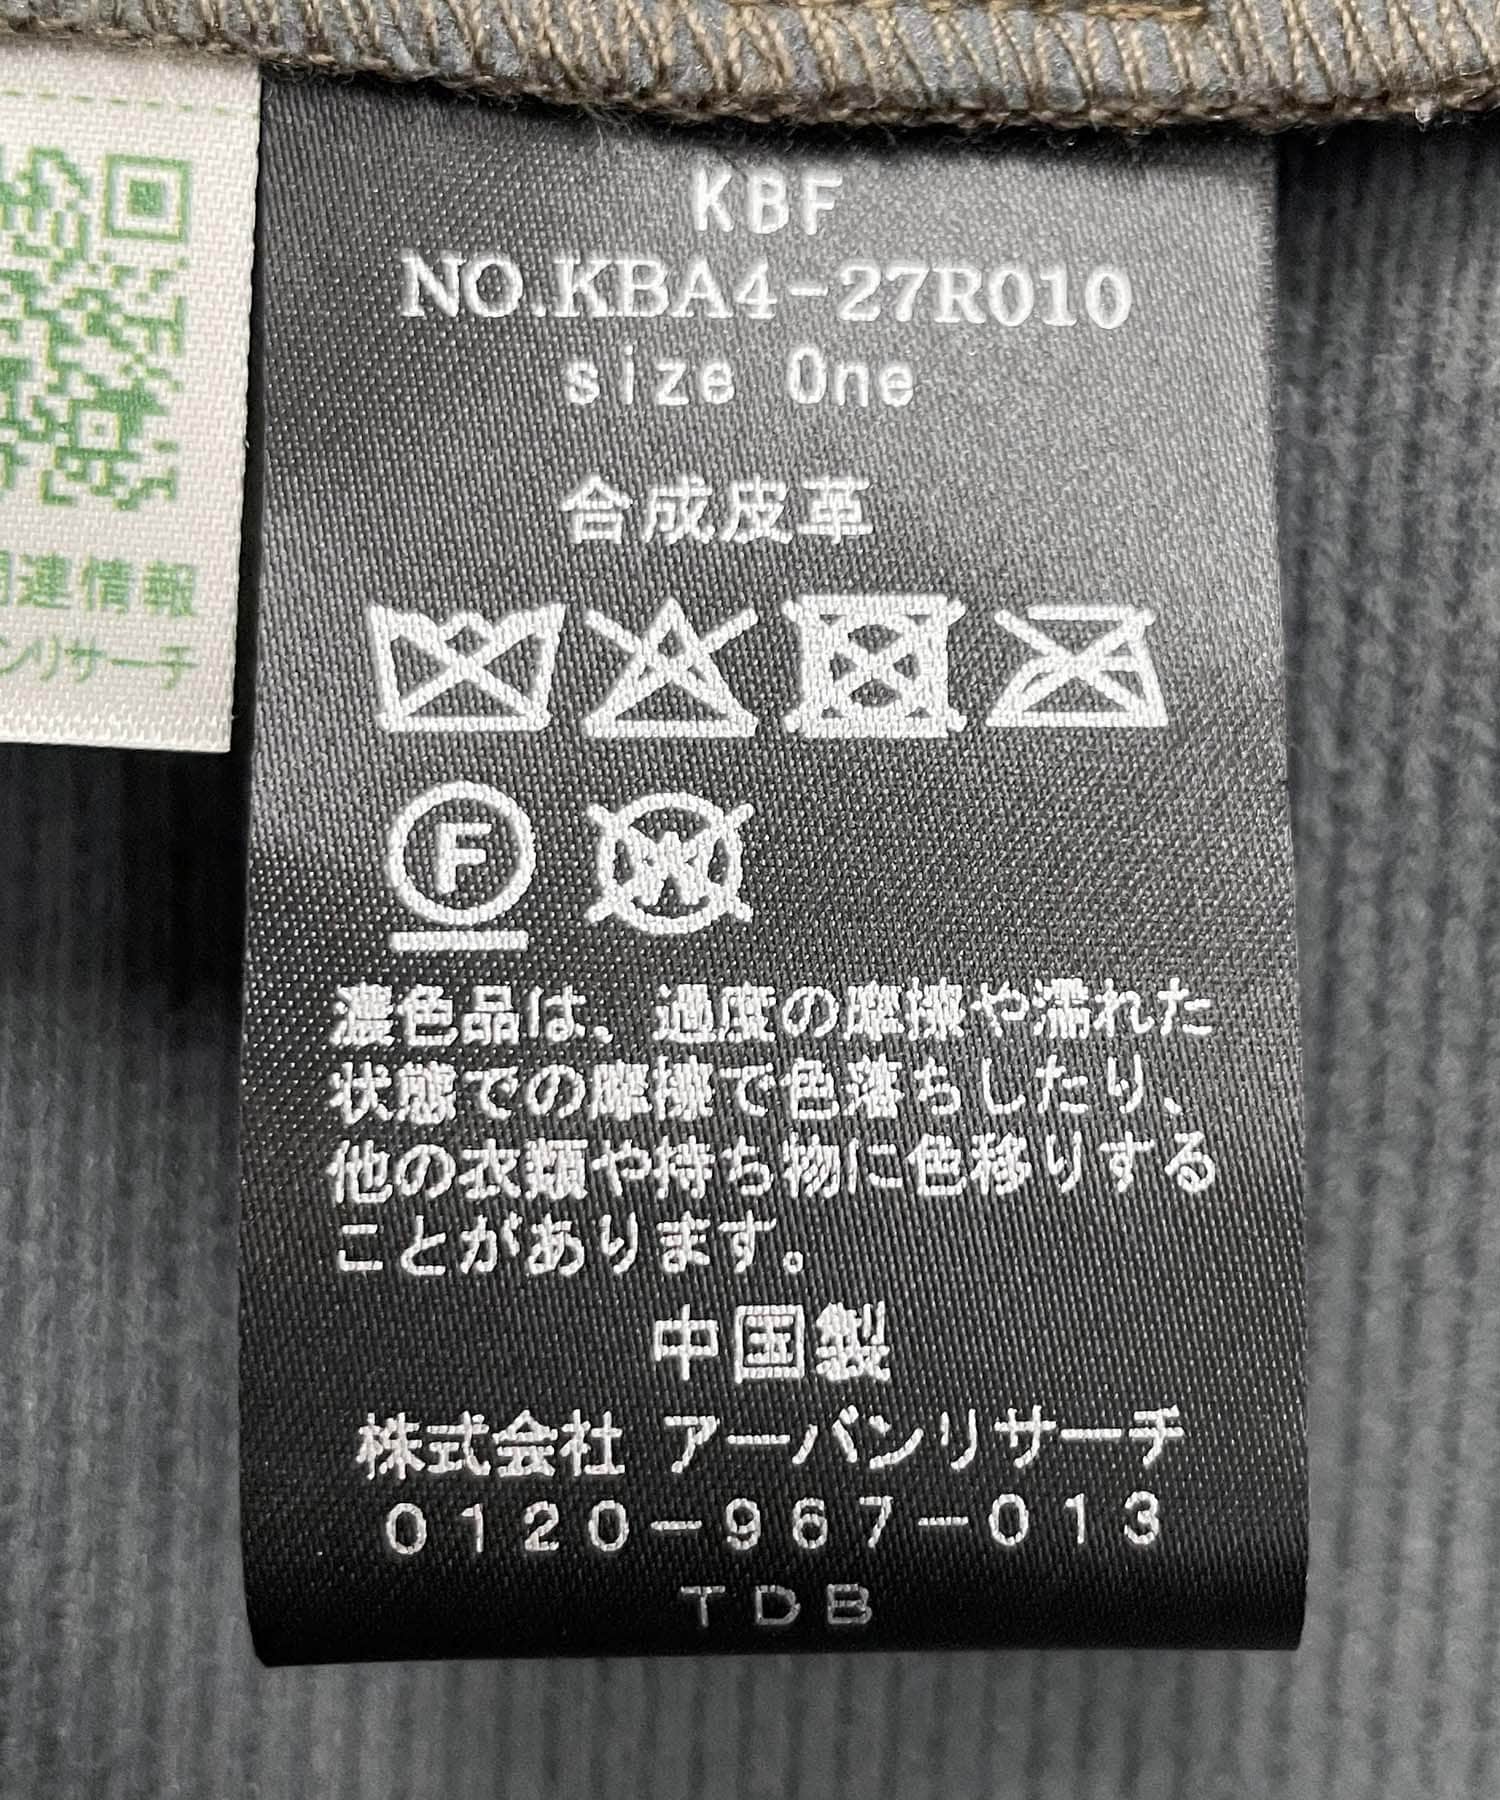 KBF
NO.KBA4-27R010
size One
合成皮革
F
W
濃色品は、過度の摩擦や濡れた
状態での摩擦で色落ちしたり、
他の衣類や持ち物に色移りする
ことがあります。
中国製
株式会社 アーバンリサーチ
0120-967-013
TDB
連情報
ンリサーチ